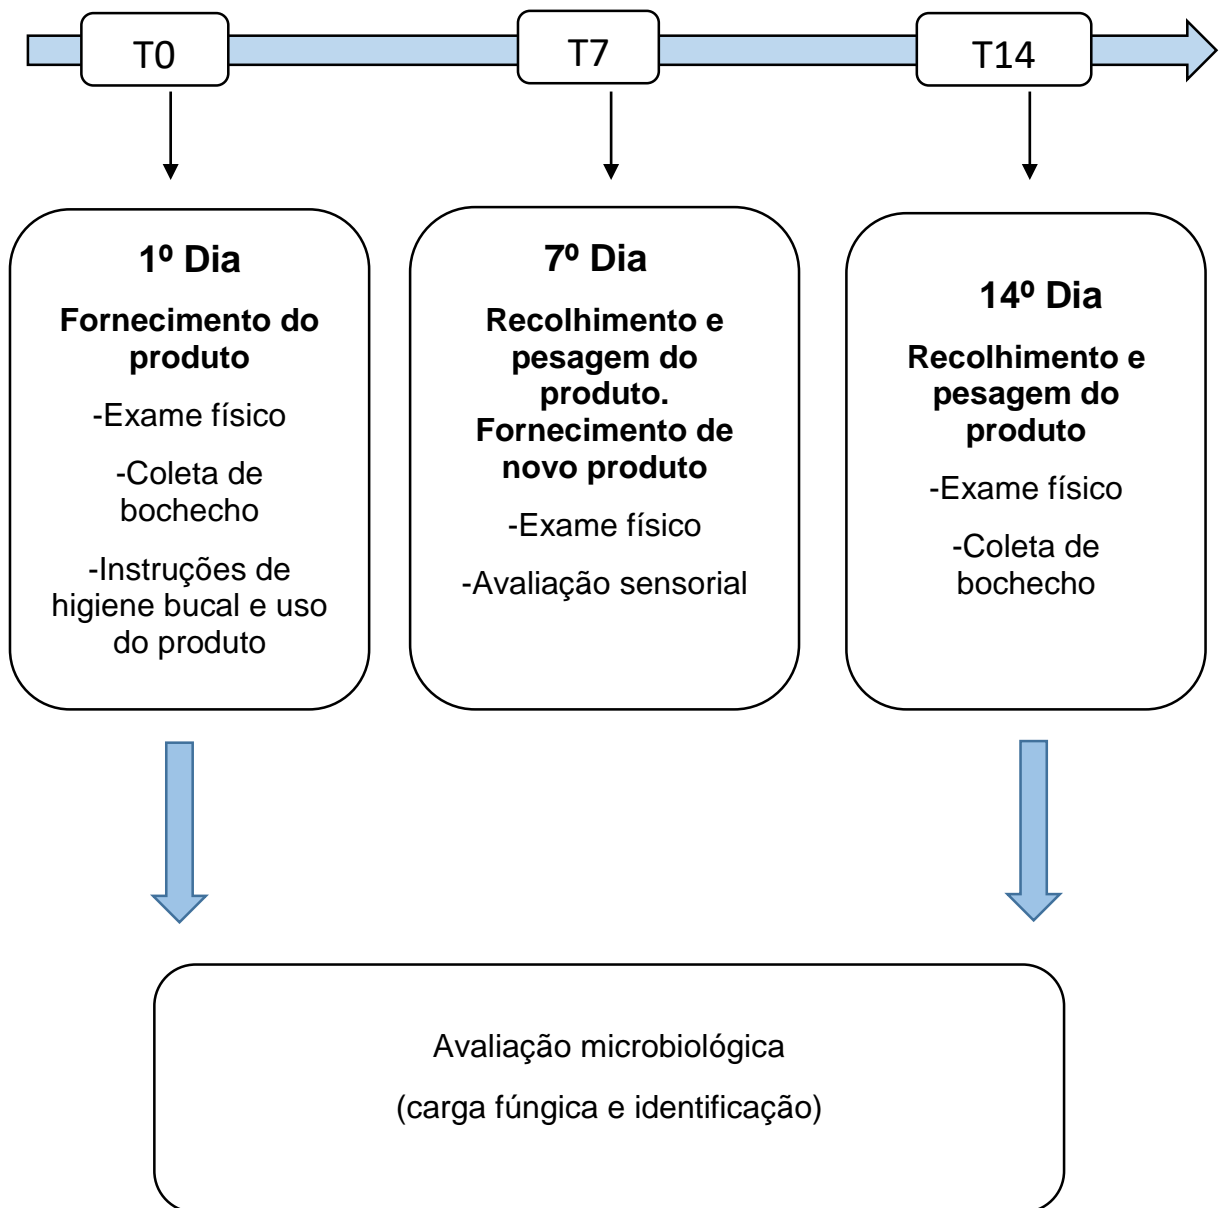 T0
T7
T14
1º Dia
Fornecimento do
produto
-Exame físico
-Coleta de
bochecho
-Instruções de
higiene bucal e uso
do produto
7º Dia
Recolhimento e
pesagem do
produto.
Fornecimento de
novo produto
-Exame físico
-Avaliação sensorial
14º Dia
Recolhimento e
pesagem do
produto
-Exame físico
-Coleta de
bochecho
Avaliação microbiológica
(carga fúngica e identificação)